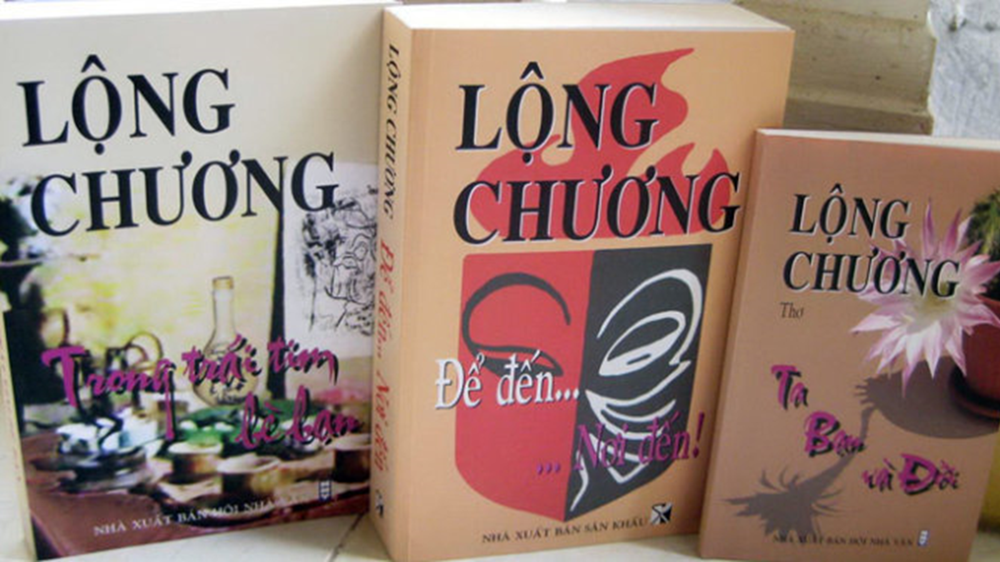 LỘNG
CHƯƠNG
Trong trái tim
bè bạn
NHÀ XUẤT BẢN HỘI NHÀ VĂN
LỘNG CHƯƠNG Để đến... Nơi đến
LỘNG
CHƯƠNG
Để đến...
... Nơi đến!
NHÀ XUẤT BẢN SÂN KHẤU
LỘNG
CHƯƠNG
Thơ
Ta
Bạn
và Đời
NHÀ XUẤT BẢN HỘI NHÀ VĂN